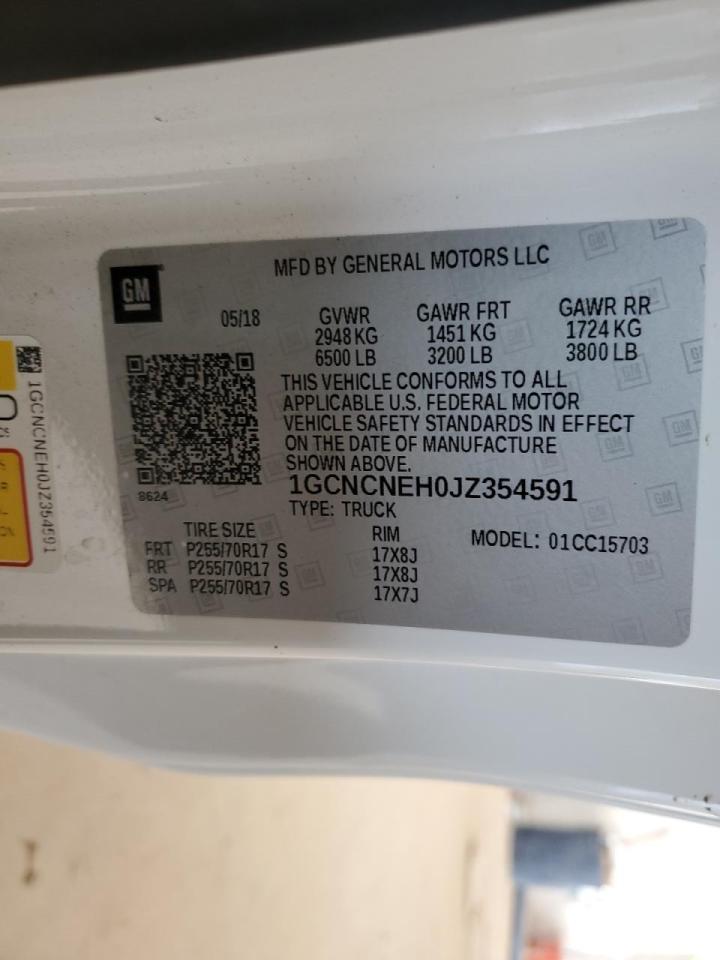 GM
MFD BY GENERAL MOTORS LLC
05/18 GVWR GAWR FRT GAWR RR
2948 KG 1451 KG 1724 KG
6500 LB 3200 LB 3800 LB
THIS VEHICLE CONFORMS TO ALL
APPLICABLE U.S. FEDERAL MOTOR
VEHICLE SAFETY STANDARDS IN EFFECT
ON THE DATE OF MANUFACTURE
SHOWN ABOVE.
8624
1GCNCNEH0JZ354591
TYPE: TRUCK
TIRE SIZE RIM MODEL: 01CC15703
FRT P255/70R17 S 17X8J
RR P255/70R17 S 17X8J
SPA P255/70R17 S 17X7J
1GCNCNEH0JZ354591